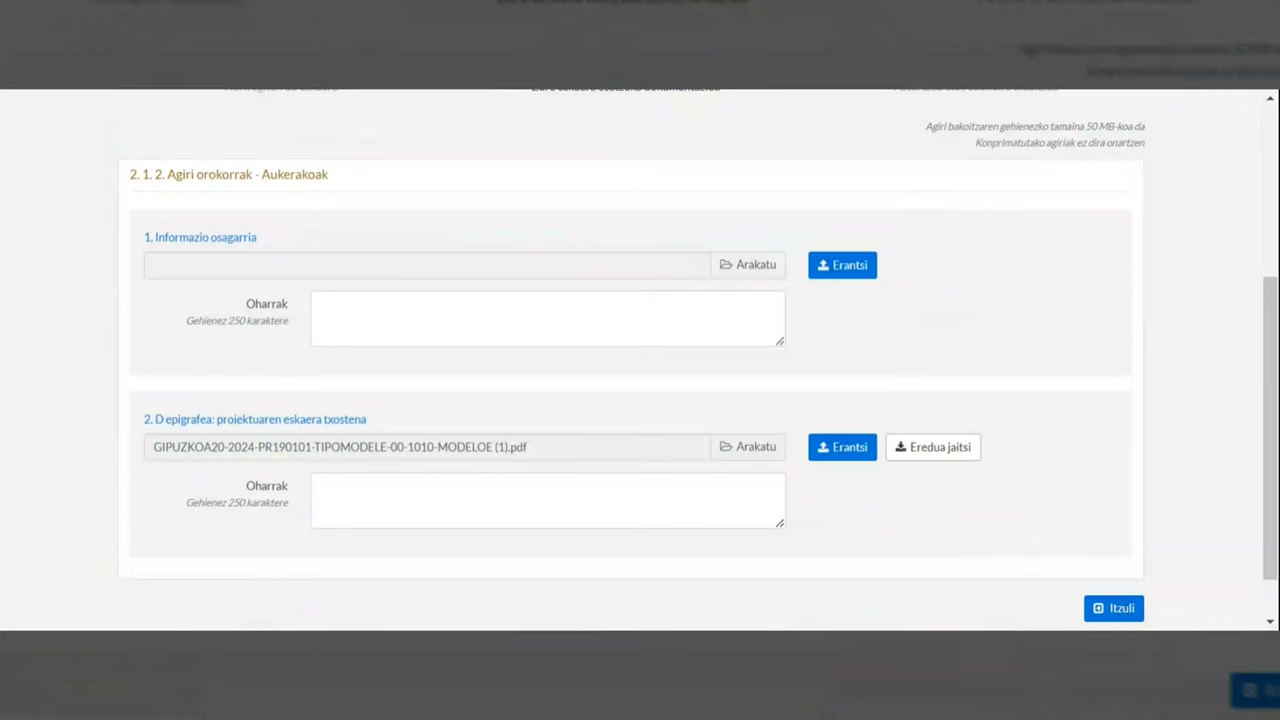 Agiri bakoitzaren gehienezko tamaina 50 MB-koa da
Konprimatutako agiriak ez dira onartzen
2. 1. 2. Agiri orokorrak - Aukerakoak
1. Informazio osagarria
Arakatu
Erantsi
Oharrak
Gehienez 250 karaktere
2. D epigrafea: proiektuaren eskaera txostena
GIPUZKOA20-2024-PR190101-TIPOMODELE-00-1010-MODELOE (1).pdf
Arakatu
Erantsi
Eredua jaitsi
Oharrak
Gehienez 250 karaktere
Itzuli